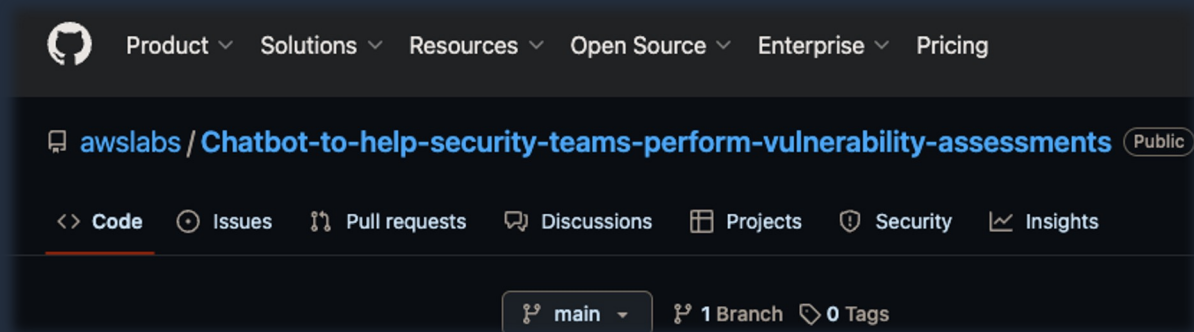 Product Solutions Resources Open Source Enterprise Pricing
awslabs / Chatbot-to-help-security-teams-perform-vulnerability-assessments Public
Code Issues Pull requests Discussions Projects Security Insights
main 1 Branch 0 Tags